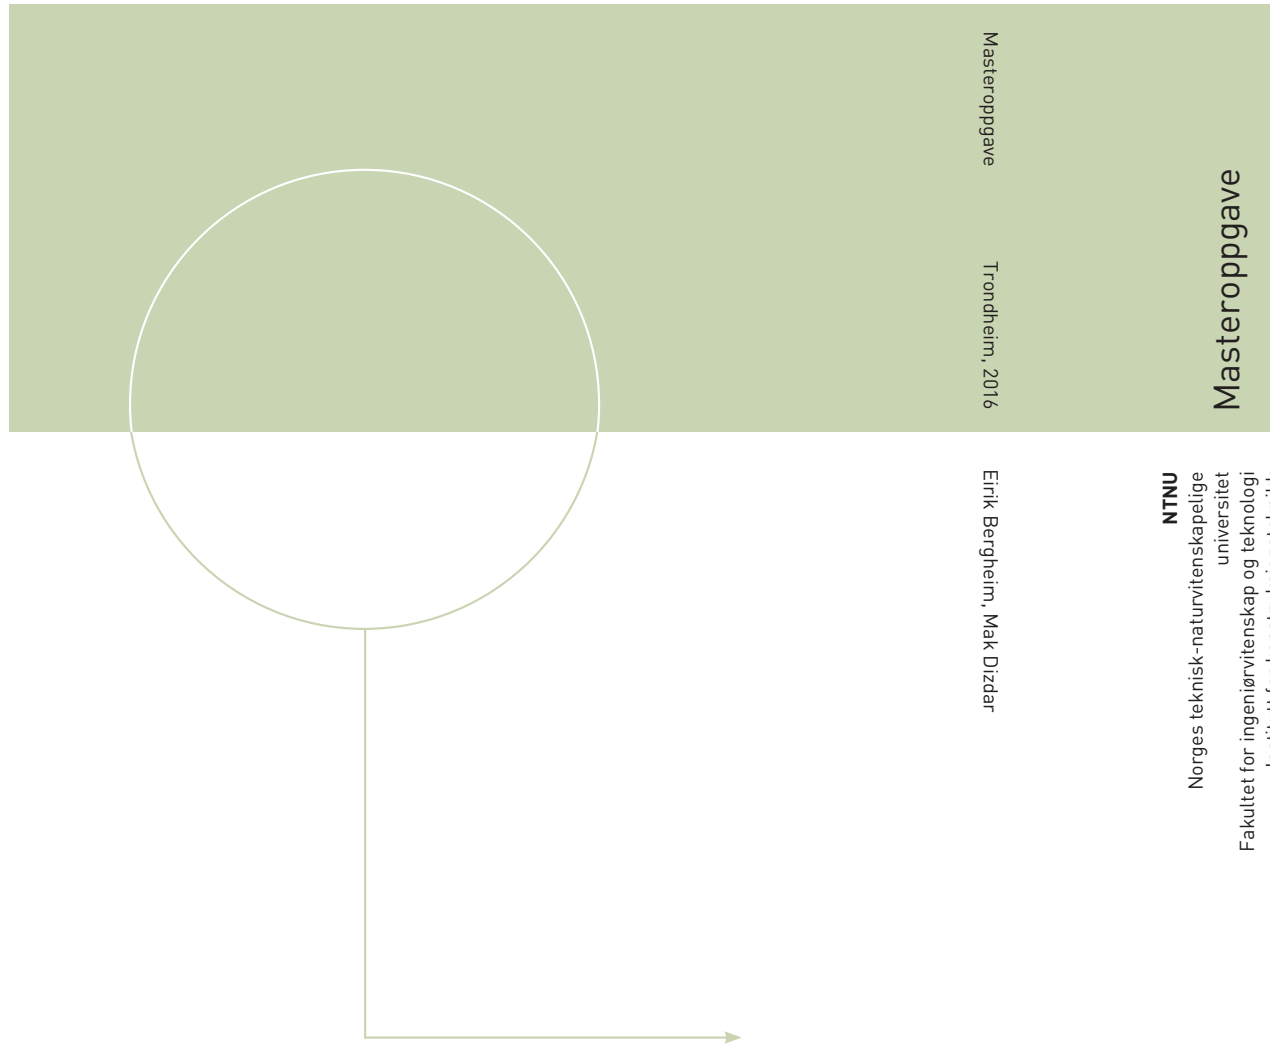 Masteroppgave
Trondheim, 2016
Eirik Bergheim, Mak Dizdar
Masteroppgave
NTNU
Norges teknisk-naturvitenskapelige
universitet
Fakultet for ingeniørvitenskap og teknologi